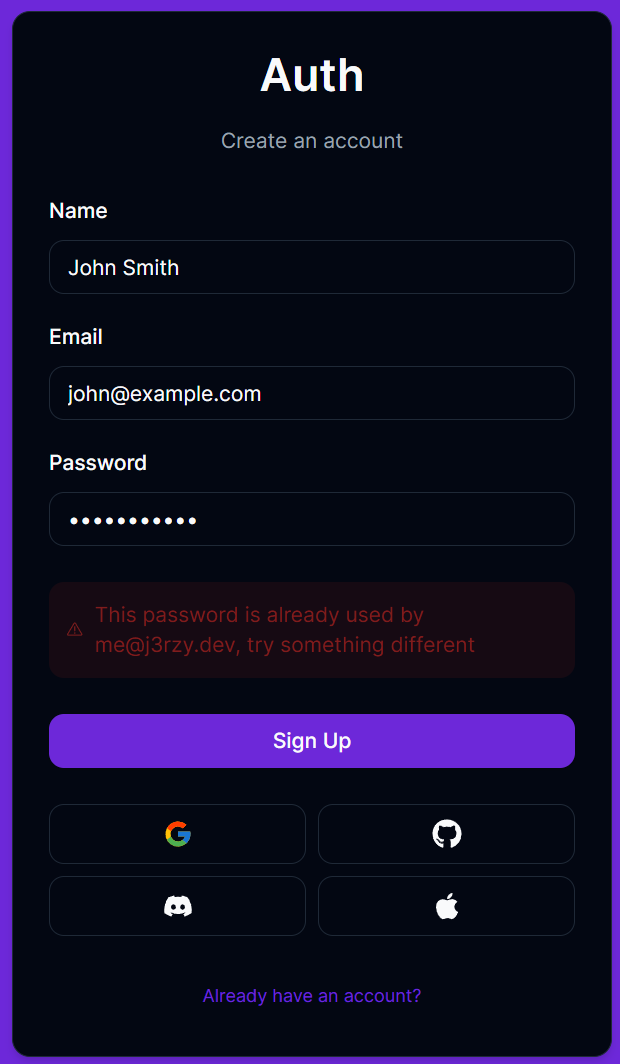 Auth
Create an account
Name
John Smith
Email
john@example.com
Password
•••••••••••
This password is already used by
me@j3rzy.dev, try something different
Sign Up
Already have an account?